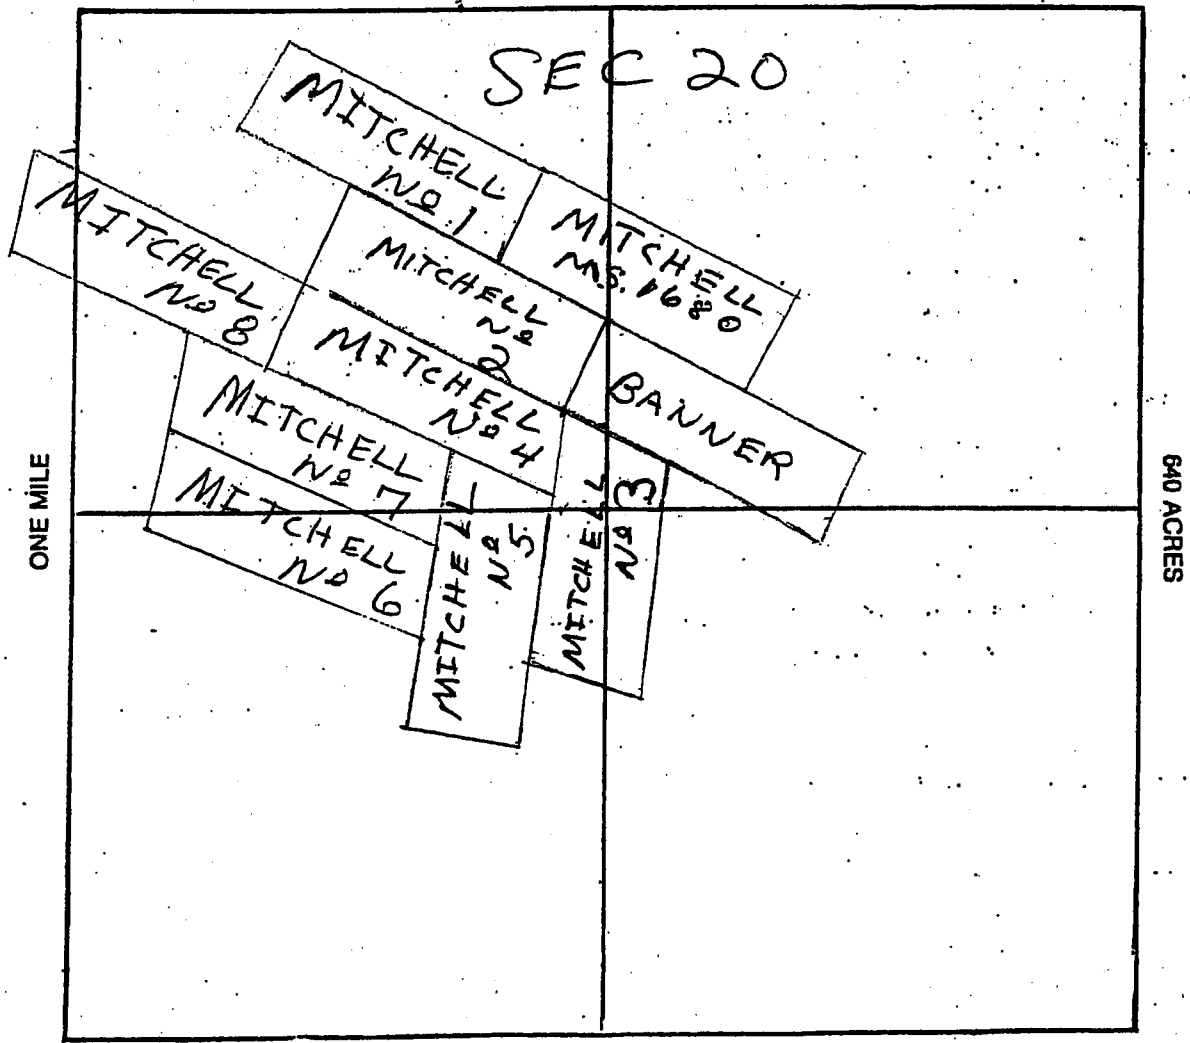 SEC 20
MITCHELL
No 1
MITCHELL
M.S. 1680
MITCHELL
No 8
MITCHELL
No
2
MITCHELL
No 4
BANNER
MITCHELL
No 7
MITCHELL
No 6
MITCHELL
No 5
MITCHELL
No 3
ONE MILE
640 ACRES